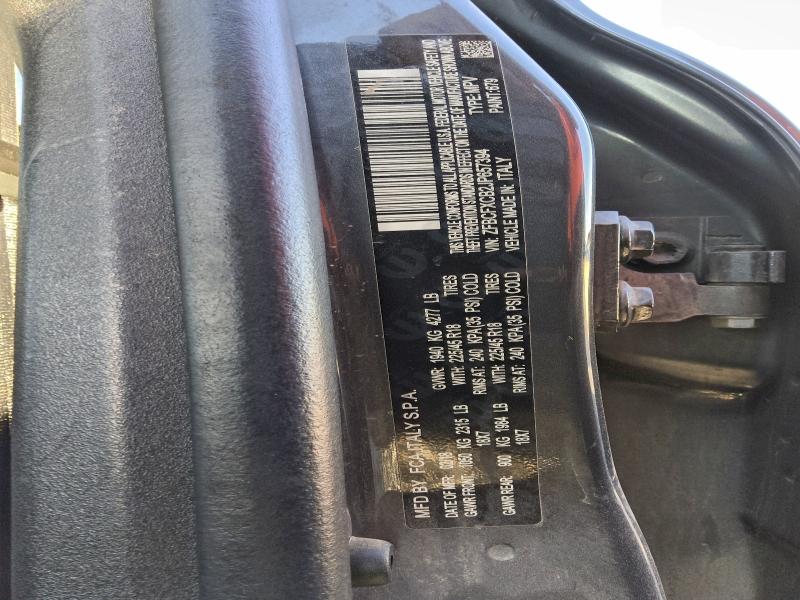 MFD BY FCA ITALY S.P.A.
DATE OF MFR: GVWR: 1940 KG 4277 LB
GAWR FRONT: 1050 KG 2315 LB WITH: 225/45 R18 TIRES
18X7 RIMS AT: 240 KPA(35 PSI) COLD
GAWR REAR: 900 KG 1984 LB WITH: 225/45 R18 TIRES
18X7 RIMS AT: 240 KPA(35 PSI) COLD
THIS VEHICLE CONFORMS TO ALL APPLICABLE U.S.A. FEDERAL MOTOR VEHICLE SAFETY AND
THEFT PREVENTION STANDARDS IN EFFECT ON THE DATE OF MANUFACTURE SHOWN ABOVE
VIN: ZFBCFXCB2JP657394 TYPE: MPV
VEHICLE MADE IN: ITALY PAINT: 679